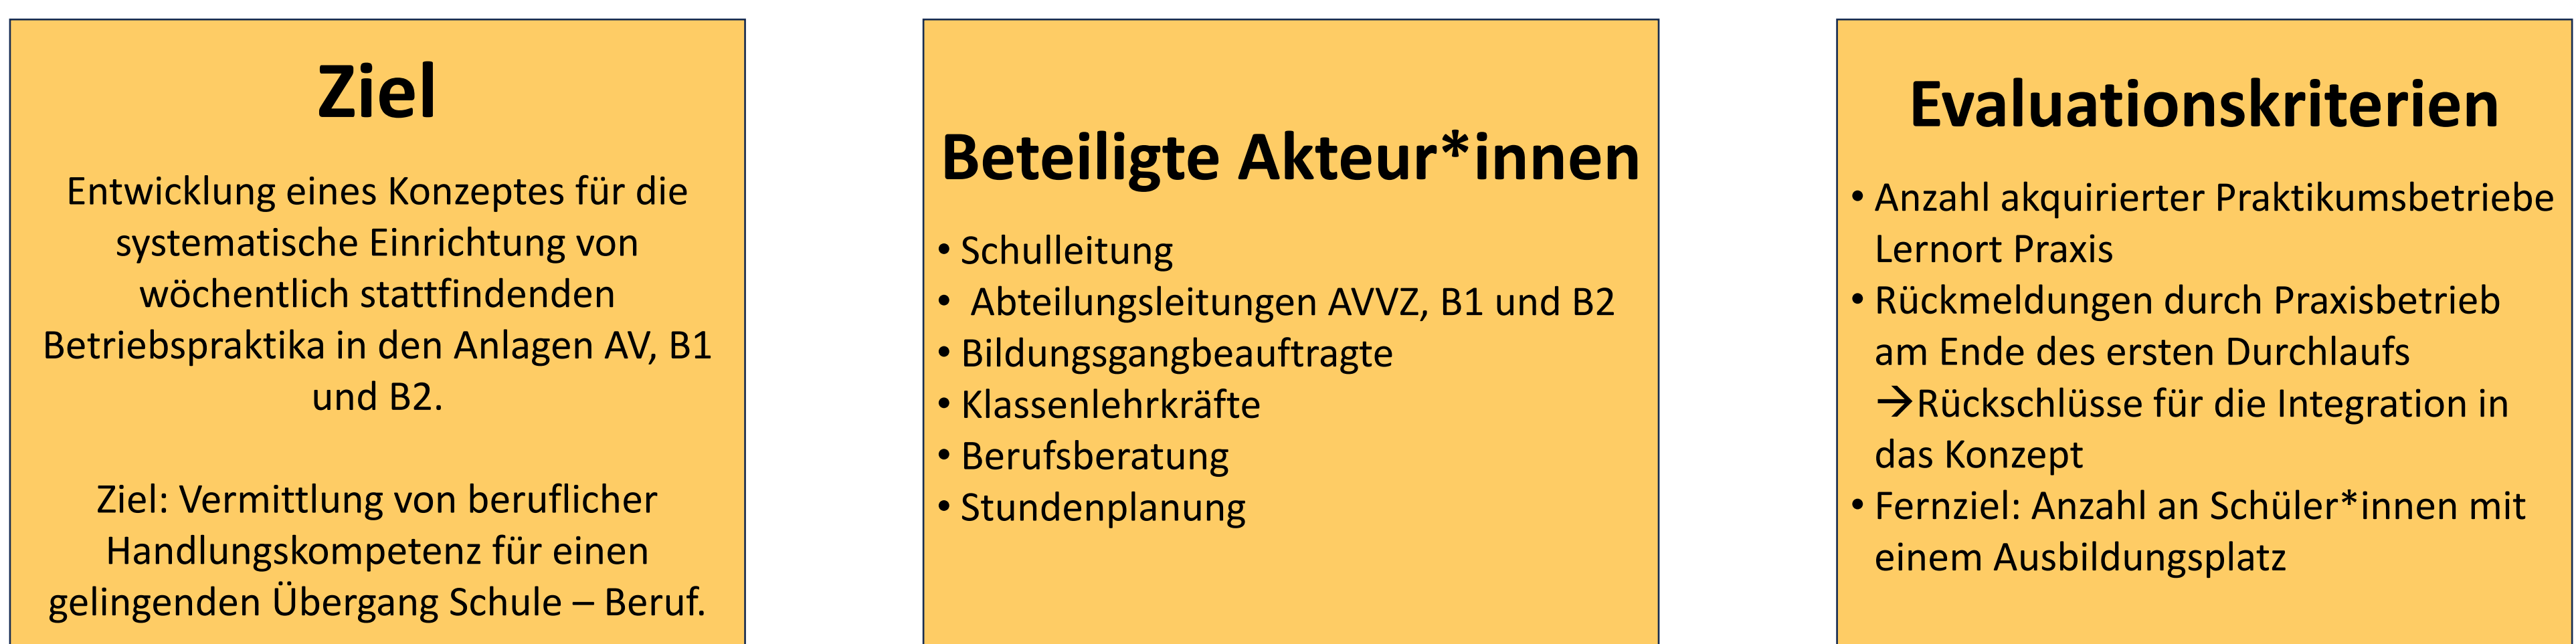 Ziel
Entwicklung eines Konzeptes für die
systematische Einrichtung von
wöchentlich stattfindenden
Betriebspraktika in den Anlagen AV, B1
und B2.
Ziel: Vermittlung von beruflicher
Handlungskompetenz für einen
gelingenden Übergang Schule – Beruf.
Beteiligte Akteur*innen
• Schulleitung
• Abteilungsleitungen AVVZ, B1 und B2
• Bildungsgangbeauftragte
• Klassenlehrkräfte
• Berufsberatung
• Stundenplanung
Evaluationskriterien
• Anzahl akquirierter Praktikumsbetriebe
Lernort Praxis
• Rückmeldungen durch Praxisbetrieb
am Ende des ersten Durchlaufs
→Rückschlüsse für die Integration in
das Konzept
• Fernziel: Anzahl an Schüler*innen mit
einem Ausbildungsplatz